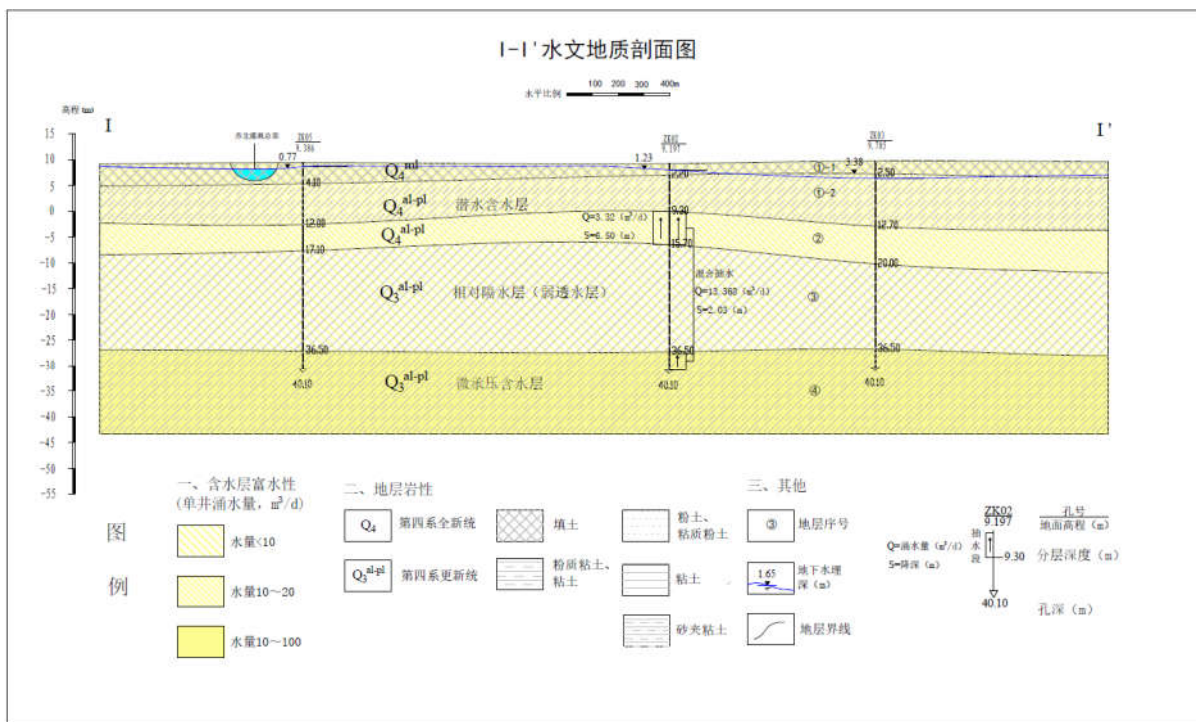 I-I'水文地质剖面图
水平比例
100 200 300 400m
高程(m)
I
I'
15
10
5
0
-5
-10
-15
-20
-25
-30
-35
-40
-45
-50
-55
ZK05
9.386
0.77
4.30
12.00
17.10
36.50
40.10
ZK02
9.197
1.23
2.20
9.30
15.70
36.50
40.10
ZK03
3.38
2.50
12.70
20.00
36.50
40.10
Q4ml
Q4al-pl 潜水含水层
Q4al-pl
Q3al-pl 相对隔水层（弱透水层）
Q3al-pl 微承压含水层
①-1
①-2
②
③
④
Q=3.32 (m³/d)
S=6.50 (m)
混合抽水
Q=13.363 (m³/d)
S=2.03 (m)
图例
一、含水层富水性
(单井涌水量，m³/d)
水量<10
水量10～20
水量10～100
二、地层岩性
Q4 第四系全新统
Q3al-pl 第四系更新统
填土
粉质粘土、
粘土
粉土、
粘质粉土
粘土
砂夹粘土
三、其他
③ 地层序号
1.65 地下水埋
深(m)
地层界线
ZK02 孔号
9.197 地面高程（m）
抽水段
Q=涌水量(m³/d)
S=降深（m）
9.30 分层深度（m）
40.10 孔深（m）